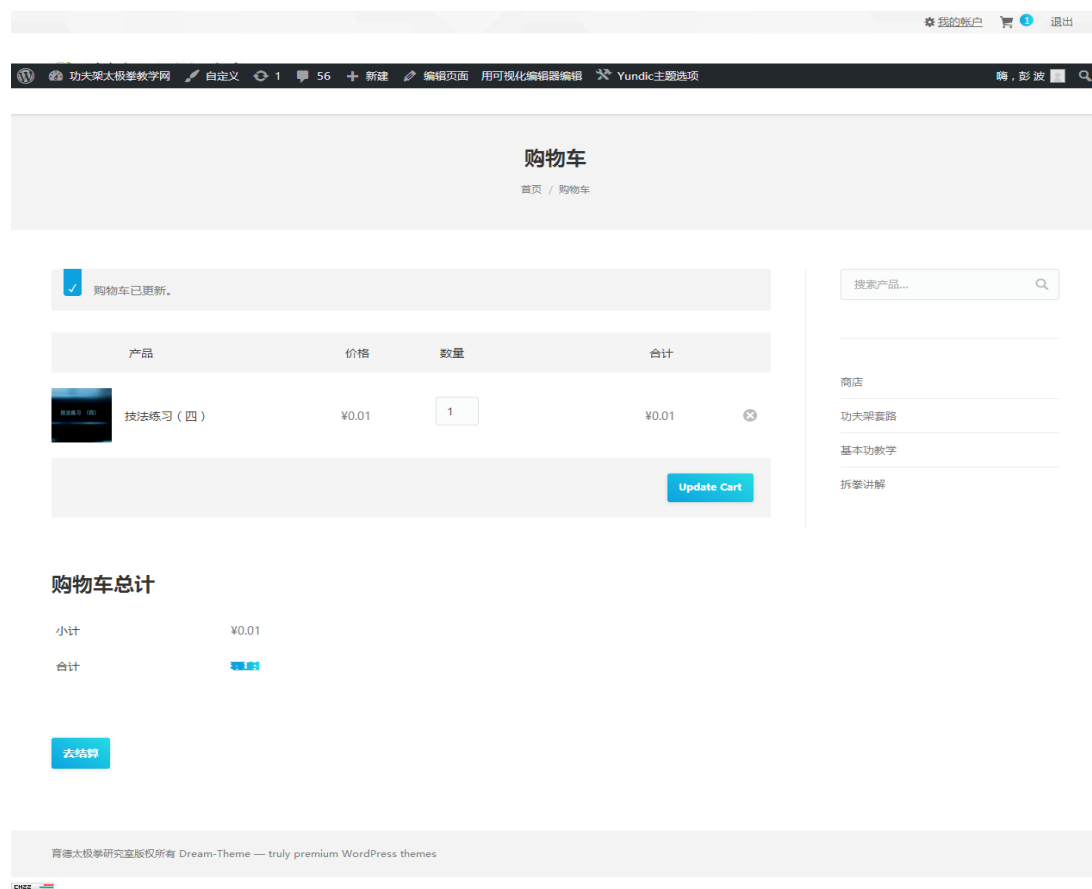 我的帐户 1 退出
功夫架太极拳教学网 自定义 1 56 新建 编辑页面 用可视化编辑器编辑 Yundic主题选项 嗨，彭 波
购物车
首页 / 购物车
购物车已更新。
搜索产品...
产品 价格 数量 合计
技法练习（四） 技法练习（四） ¥0.01 1 ¥0.01
Update Cart
商店
功夫架套路
基本功教学
拆拳讲解
购物车总计
小计 ¥0.01
合计
去结算
育德太极拳研究室版权所有 Dream-Theme — truly premium WordPress themes
CNZZ